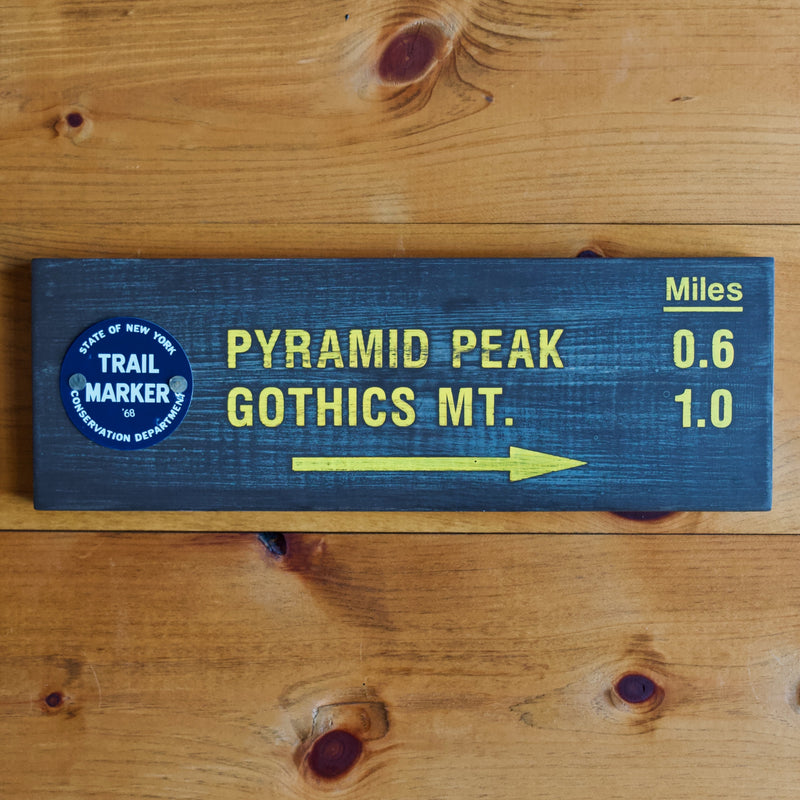 STATE OF NEW YORK
TRAIL
MARKER
'68
CONSERVATION DEPARTMENT
Miles
PYRAMID PEAK 0.6
GOTHICS MT. 1.0